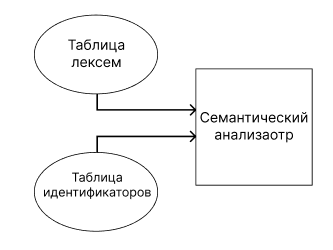 Таблица
лексем
Семантический
анализаотр
Таблица
идентификаторов